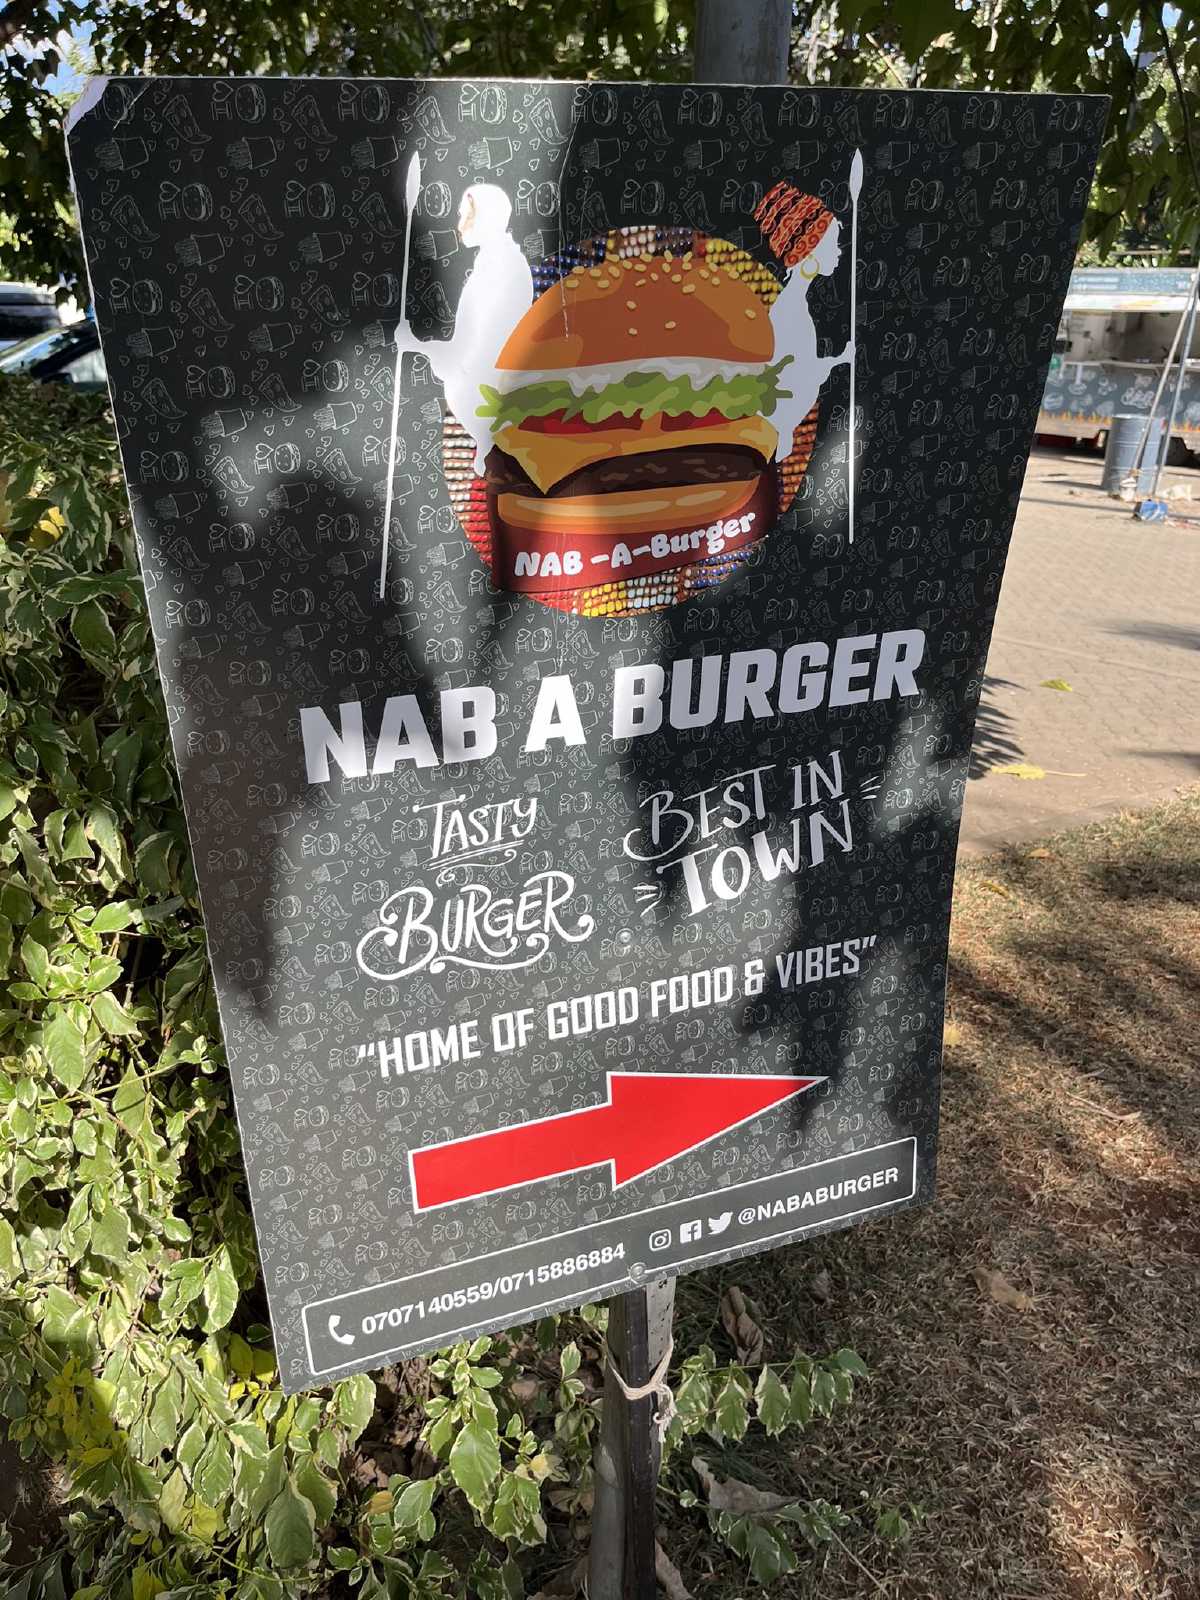 NAB -A-Burger
NAB A BURGER
TASTY
BURGER
BEST IN
TOWN
"HOME OF GOOD FOOD & VIBES"
0707140559/0715886884 @NABABURGER